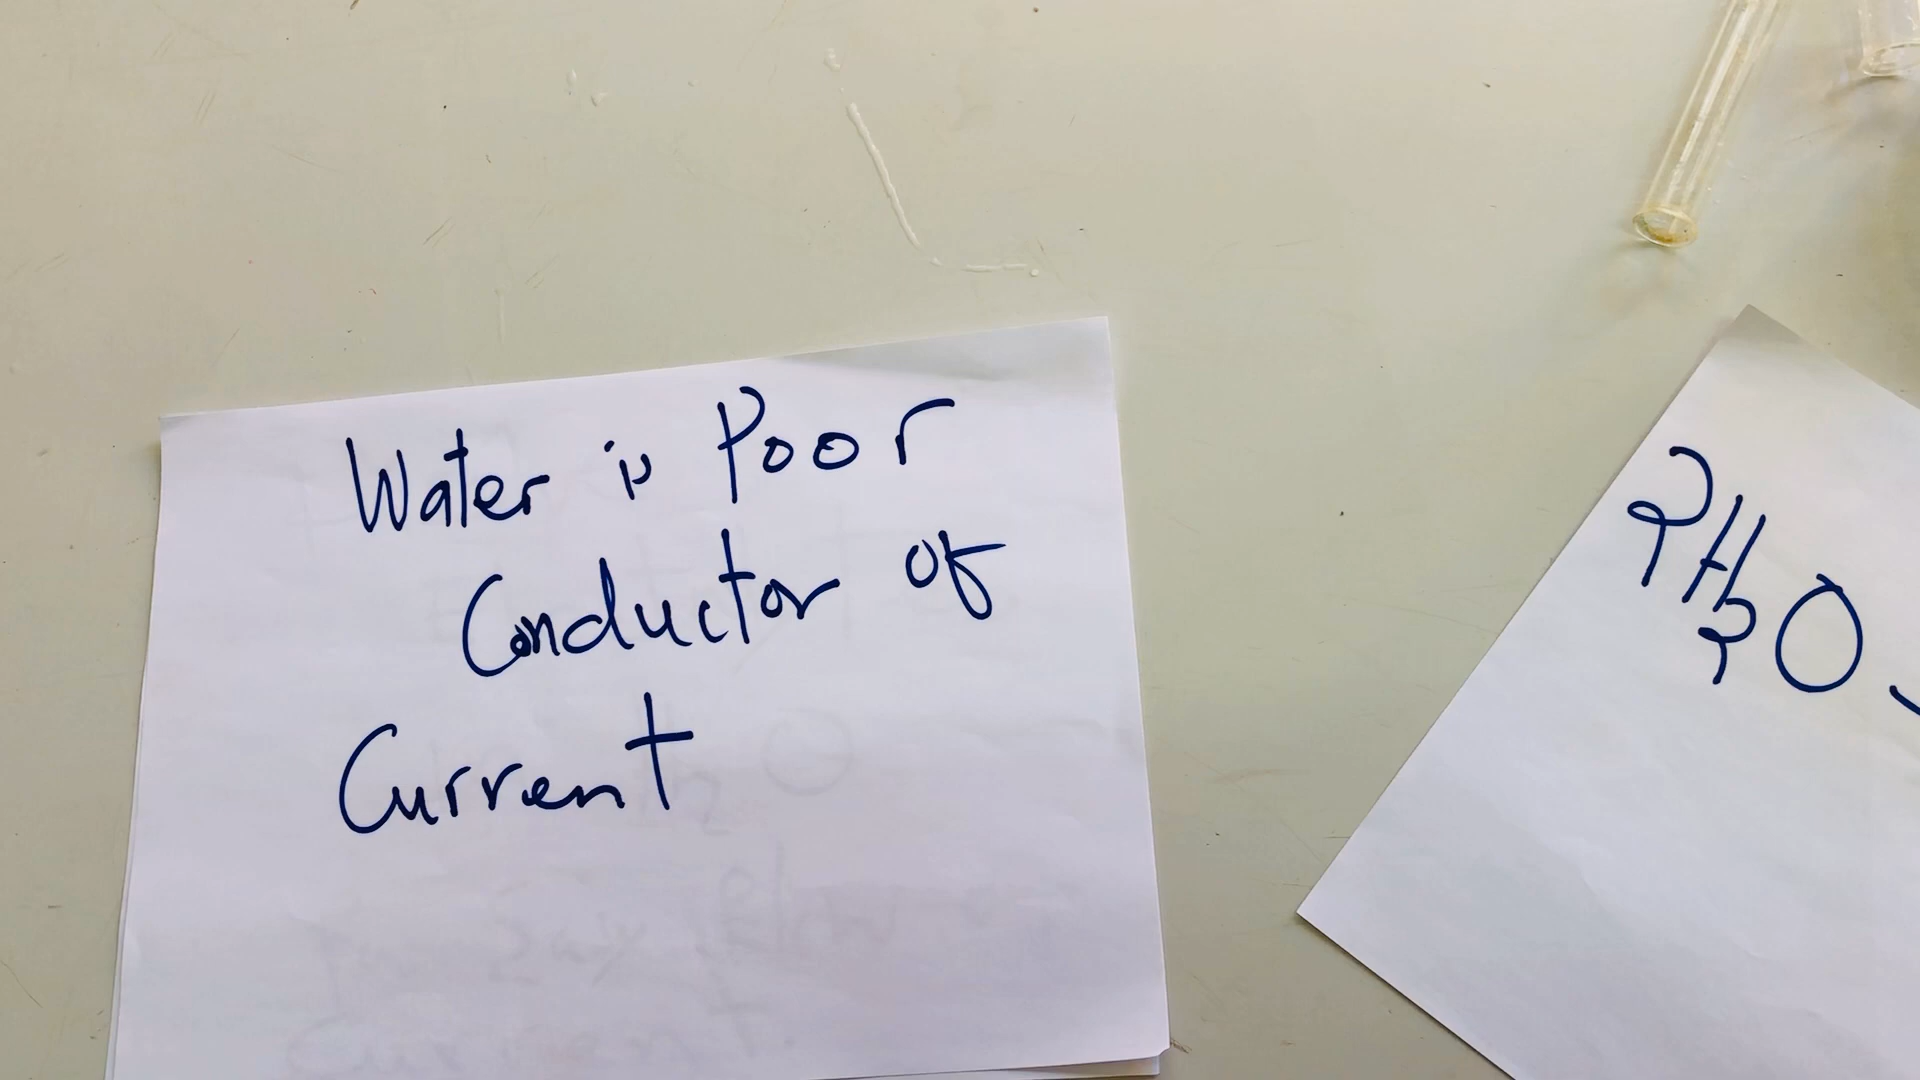 Water is Poor
Conductor of
Current
2H₂O